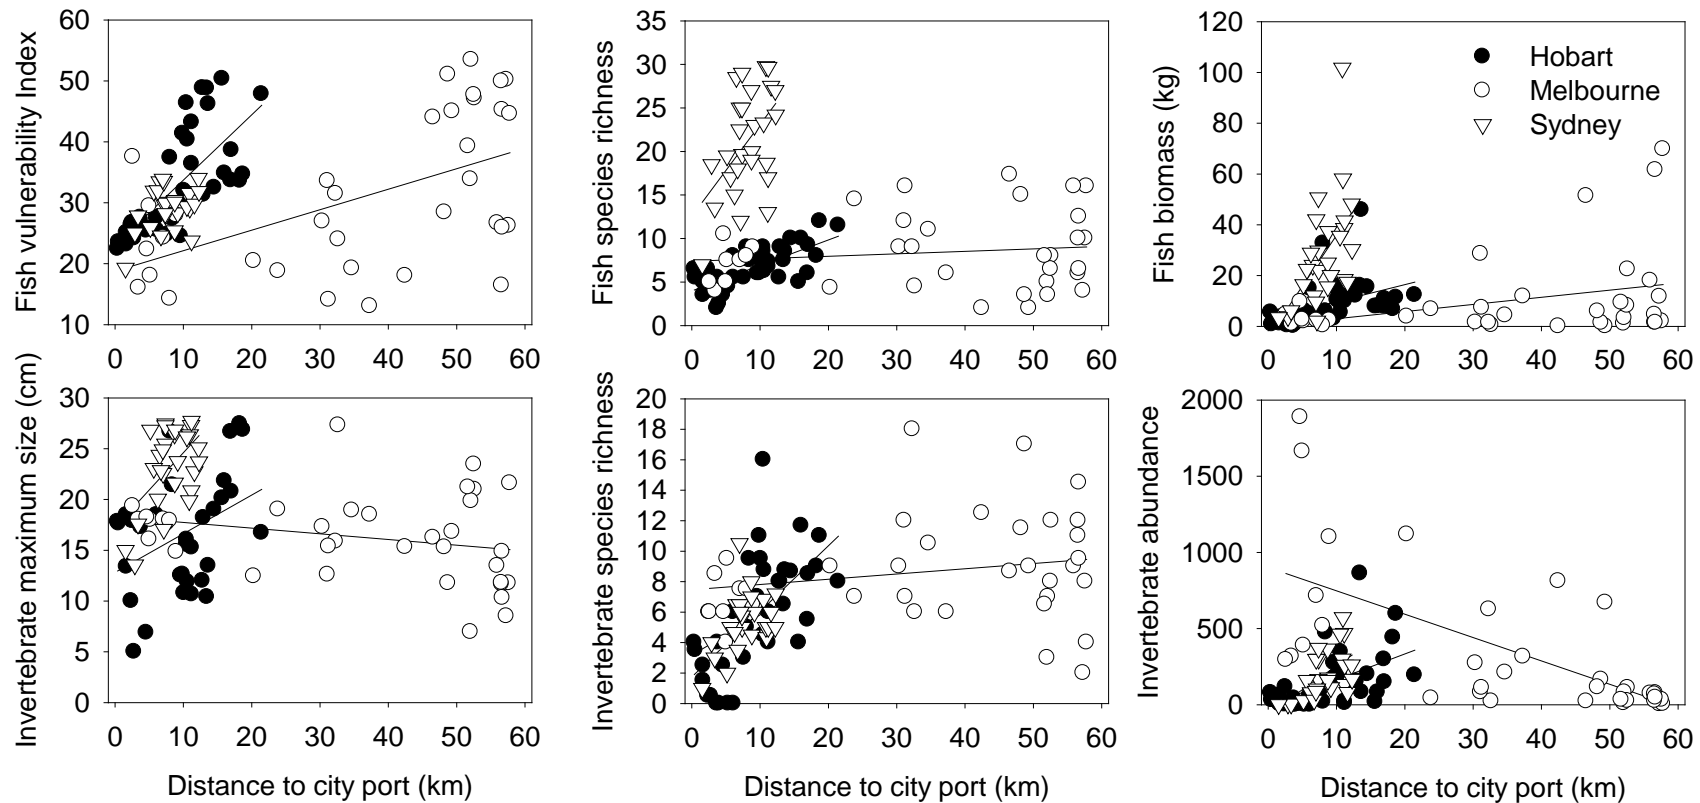 Fish vulnerability Index
60
50
40
30
20
10
0 10 20 30 40 50 60
Fish species richness
35
30
25
20
15
10
5
0
0 10 20 30 40 50 60
Fish biomass (kg)
120
100
80
60
40
20
0
0 10 20 30 40 50 60
Hobart
Melbourne
Sydney
Invertebrate maximum size (cm)
30
25
20
15
10
5
0
0 10 20 30 40 50 60
Distance to city port (km)
Invertebrate species richness
20
18
16
14
12
10
8
6
4
2
0
0 10 20 30 40 50 60
Distance to city port (km)
Invertebrate abundance
2000
1500
1000
500
0
0 10 20 30 40 50 60
Distance to city port (km)